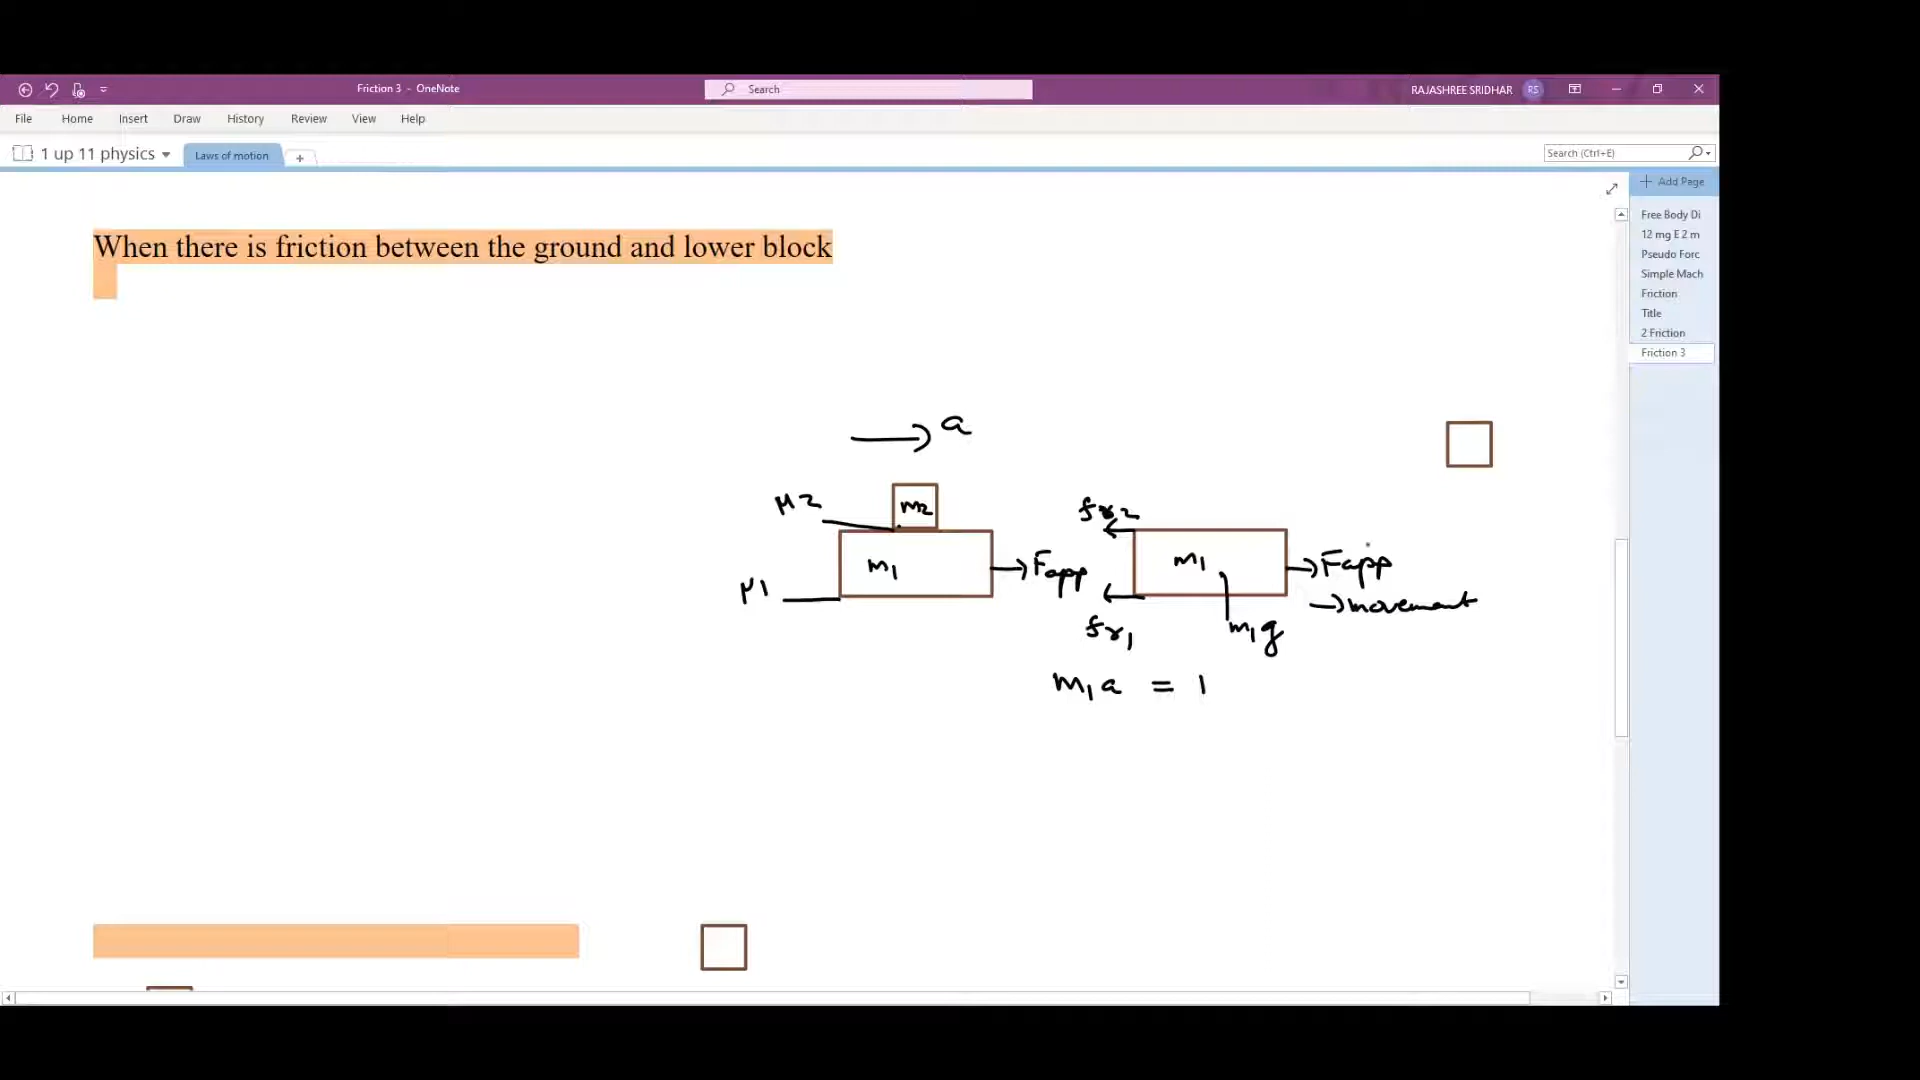 Friction 3 - OneNote
Search
RAJASHREE SRIDHAR
RS
File Home Insert Draw History Review View Help
1 up 11 physics
Laws of motion
Search (Ctrl+E)
Add Page
Free Body Di
12 mg E 2 m
Pseudo Forc
Simple Mach
Friction
Title
2 Friction
Friction 3
When there is friction between the ground and lower block
a
μ2
m2
m1
Fapp
μ1
fr2
m1
Fapp
movement
fr1
m1g
m1a =